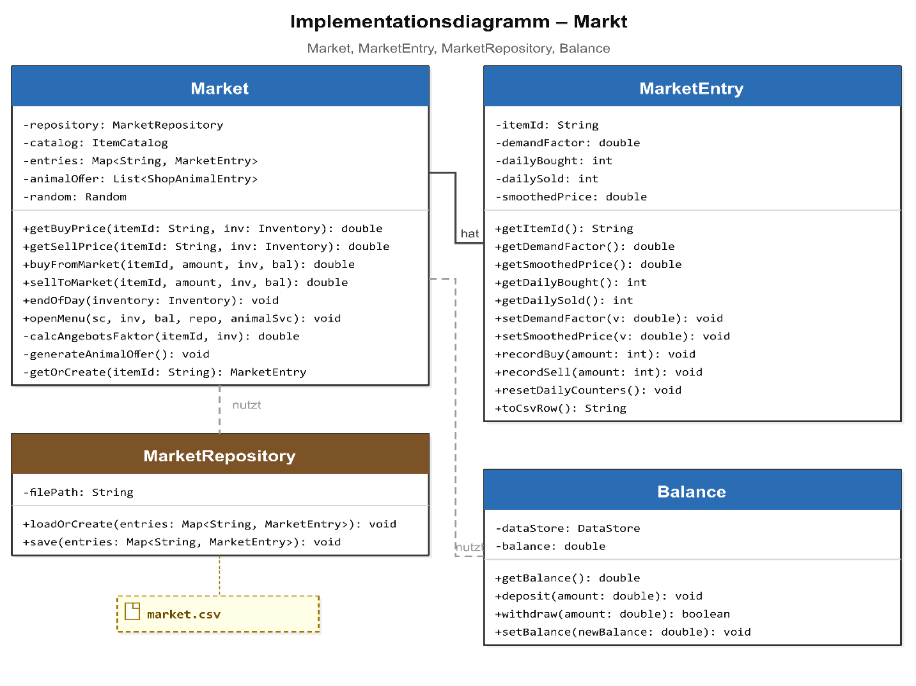 Implementationsdiagramm – Markt
Market, MarketEntry, MarketRepository, Balance
Market
-repository: MarketRepository
-catalog: ItemCatalog
-entries: Map<String, MarketEntry>
-animalOffer: List<ShopAnimalEntry>
-random: Random
+getBuyPrice(itemId: String, inv: Inventory): double
+getSellPrice(itemId: String, inv: Inventory): double
+buyFromMarket(itemId, amount, inv, bal): double
+sellToMarket(itemId, amount, inv, bal): double
+endOfDay(inventory: Inventory): void
+openMenu(sc, inv, bal, repo, animalSvc): void
-calcAngebotsFaktor(itemId, inv): double
-generateAnimalOffer(): void
-getOrCreate(itemId: String): MarketEntry
hat
MarketEntry
-itemId: String
-demandFactor: double
-dailyBought: int
-dailySold: int
-smoothedPrice: double
+getItemId(): String
+getDemandFactor(): double
+getSmoothedPrice(): double
+getDailyBought(): int
+getDailySold(): int
+setDemandFactor(v: double): void
+setSmoothedPrice(v: double): void
+recordBuy(amount: int): void
+recordSell(amount: int): void
+resetDailyCounters(): void
+toCsvRow(): String
nutzt
MarketRepository
-filePath: String
+loadOrCreate(entries: Map<String, MarketEntry>): void
+save(entries: Map<String, MarketEntry>): void
market.csv
nutzt
Balance
-dataStore: DataStore
-balance: double
+getBalance(): double
+deposit(amount: double): void
+withdraw(amount: double): boolean
+setBalance(newBalance: double): void